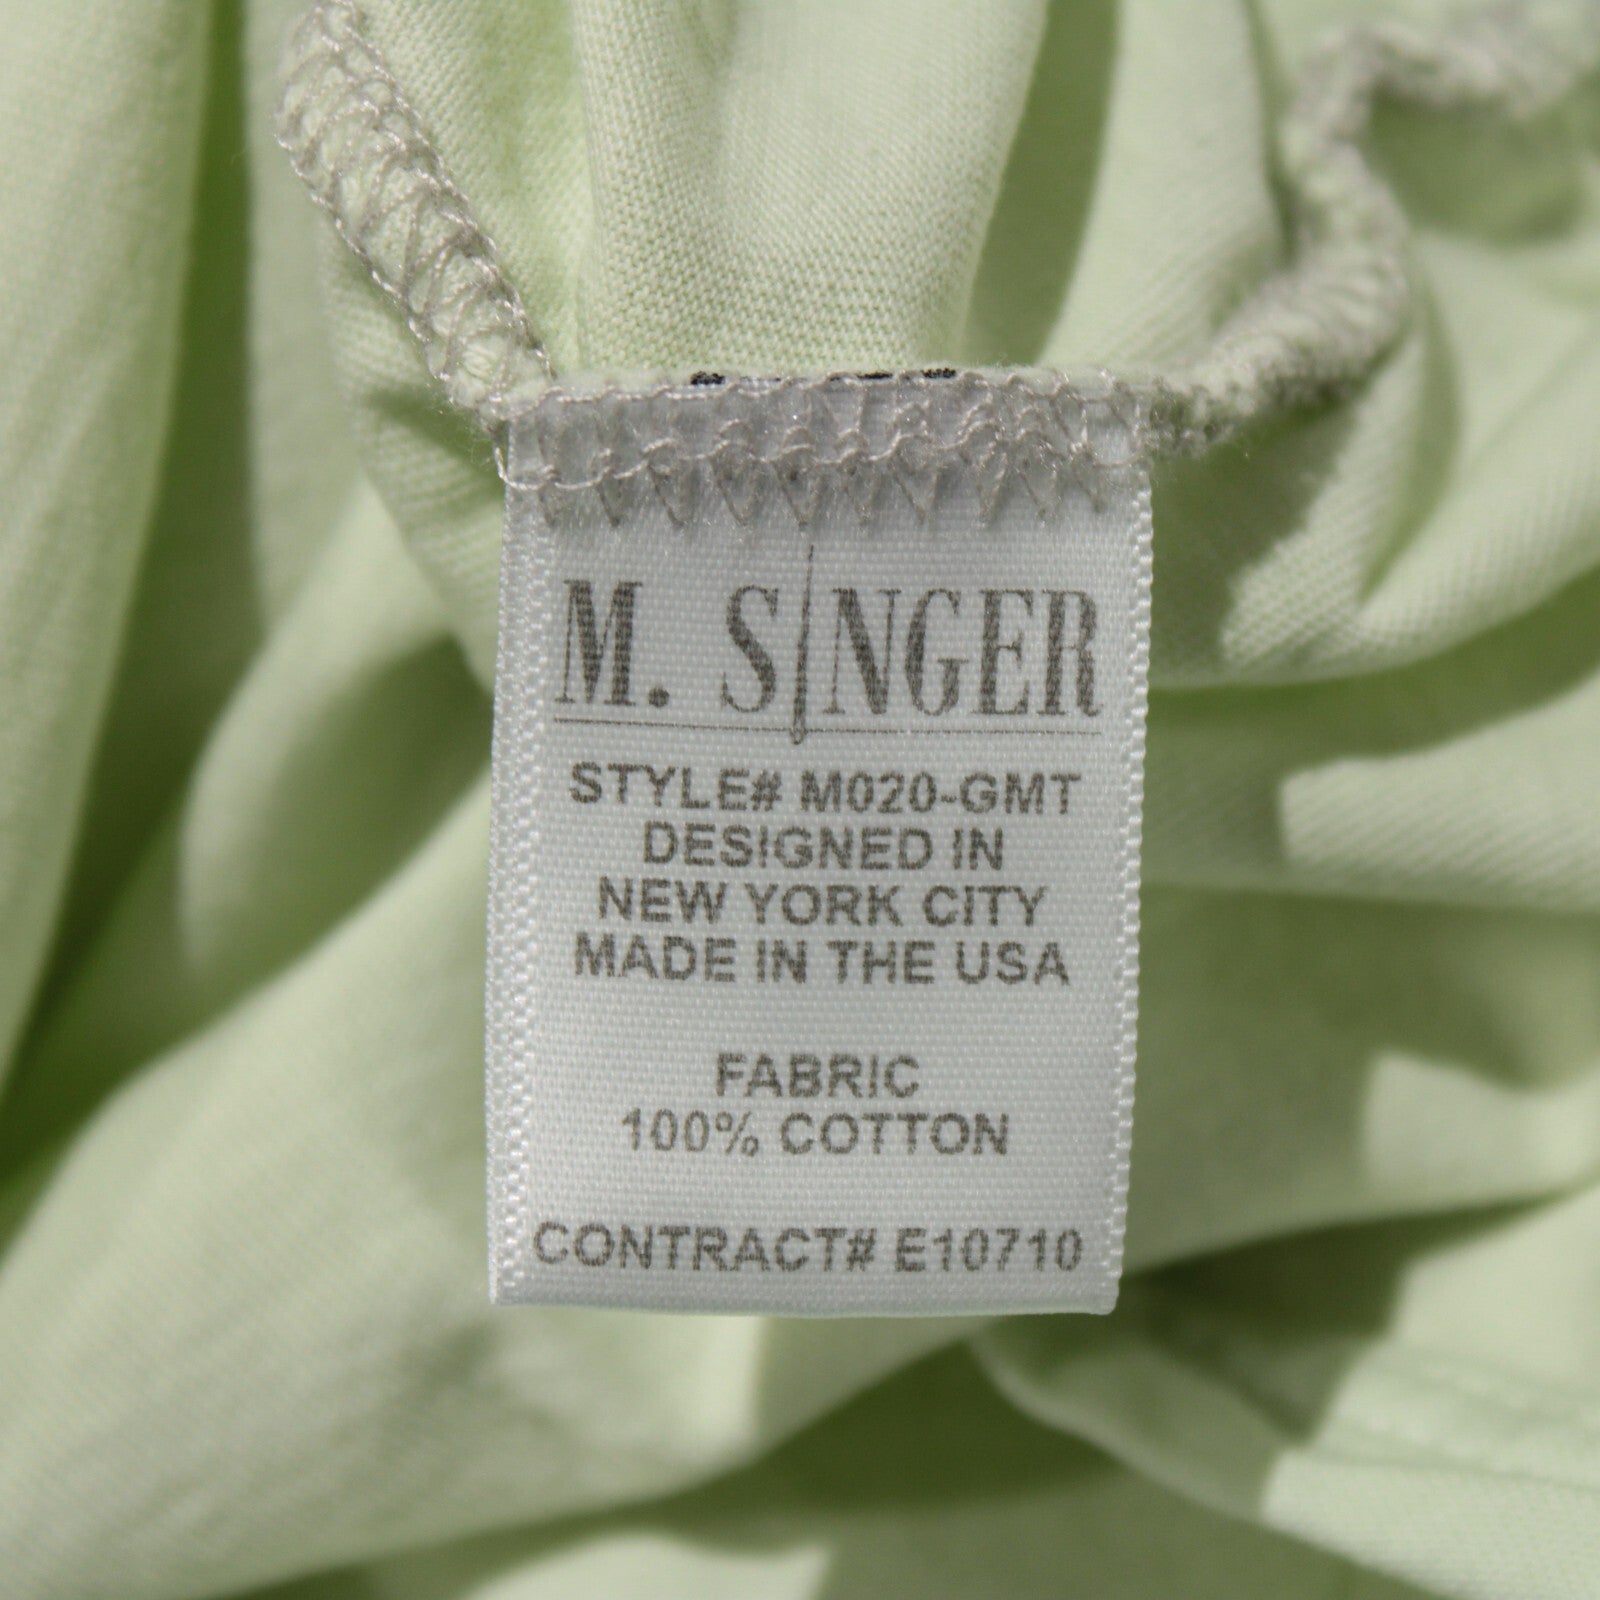 M. SINGER
STYLE# M020-GMT
DESIGNED IN
NEW YORK CITY
MADE IN THE USA
FABRIC
100% COTTON
CONTRACT# E10710